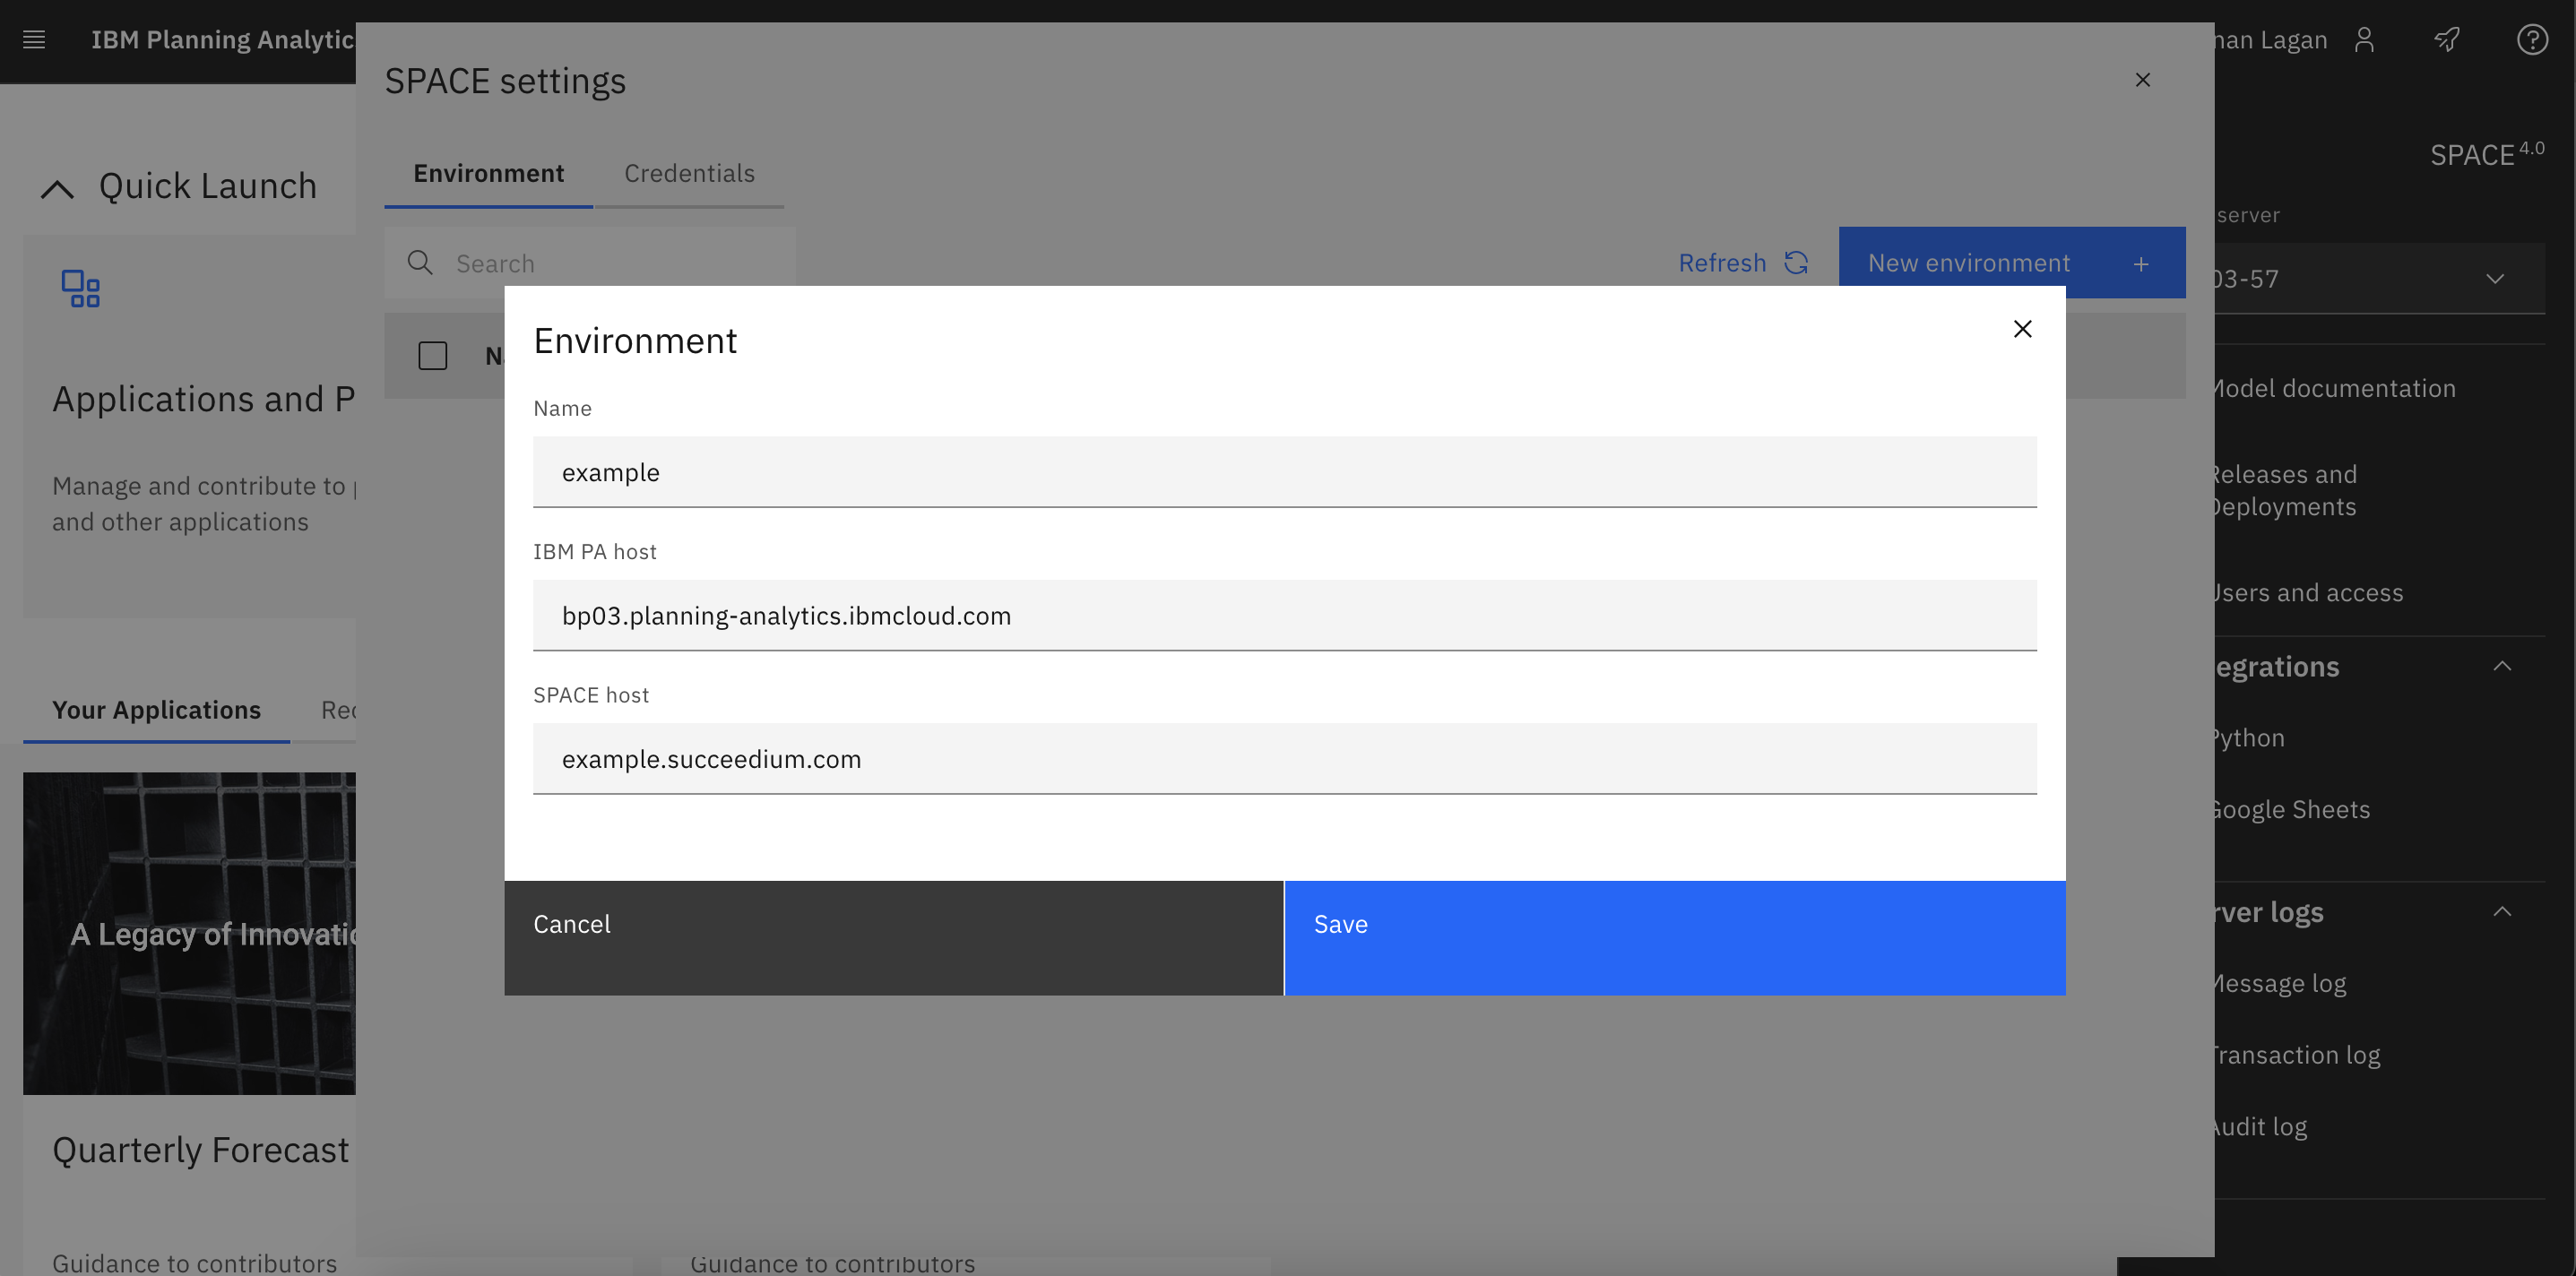 IBM Planning Analytic
Lagan
SPACE settings
SPACE 4.0
Environment
Credentials
Quick Launch
server
Search
Refresh
New environment
03-57
Environment
Applications and P
Name
example
Model documentation
Manage and contribute to
and other applications
Releases and
Deployments
IBM PA host
bp03.planning-analytics.ibmcloud.com
Users and access
SPACE host
example.succeedium.com
egrations
Your Applications
Rec
Python
Google Sheets
A Legacy of Innovatio
Cancel
Save
rver logs
Message log
Transaction log
Audit log
Quarterly Forecast
Guidance to contributors
Guidance to contributors